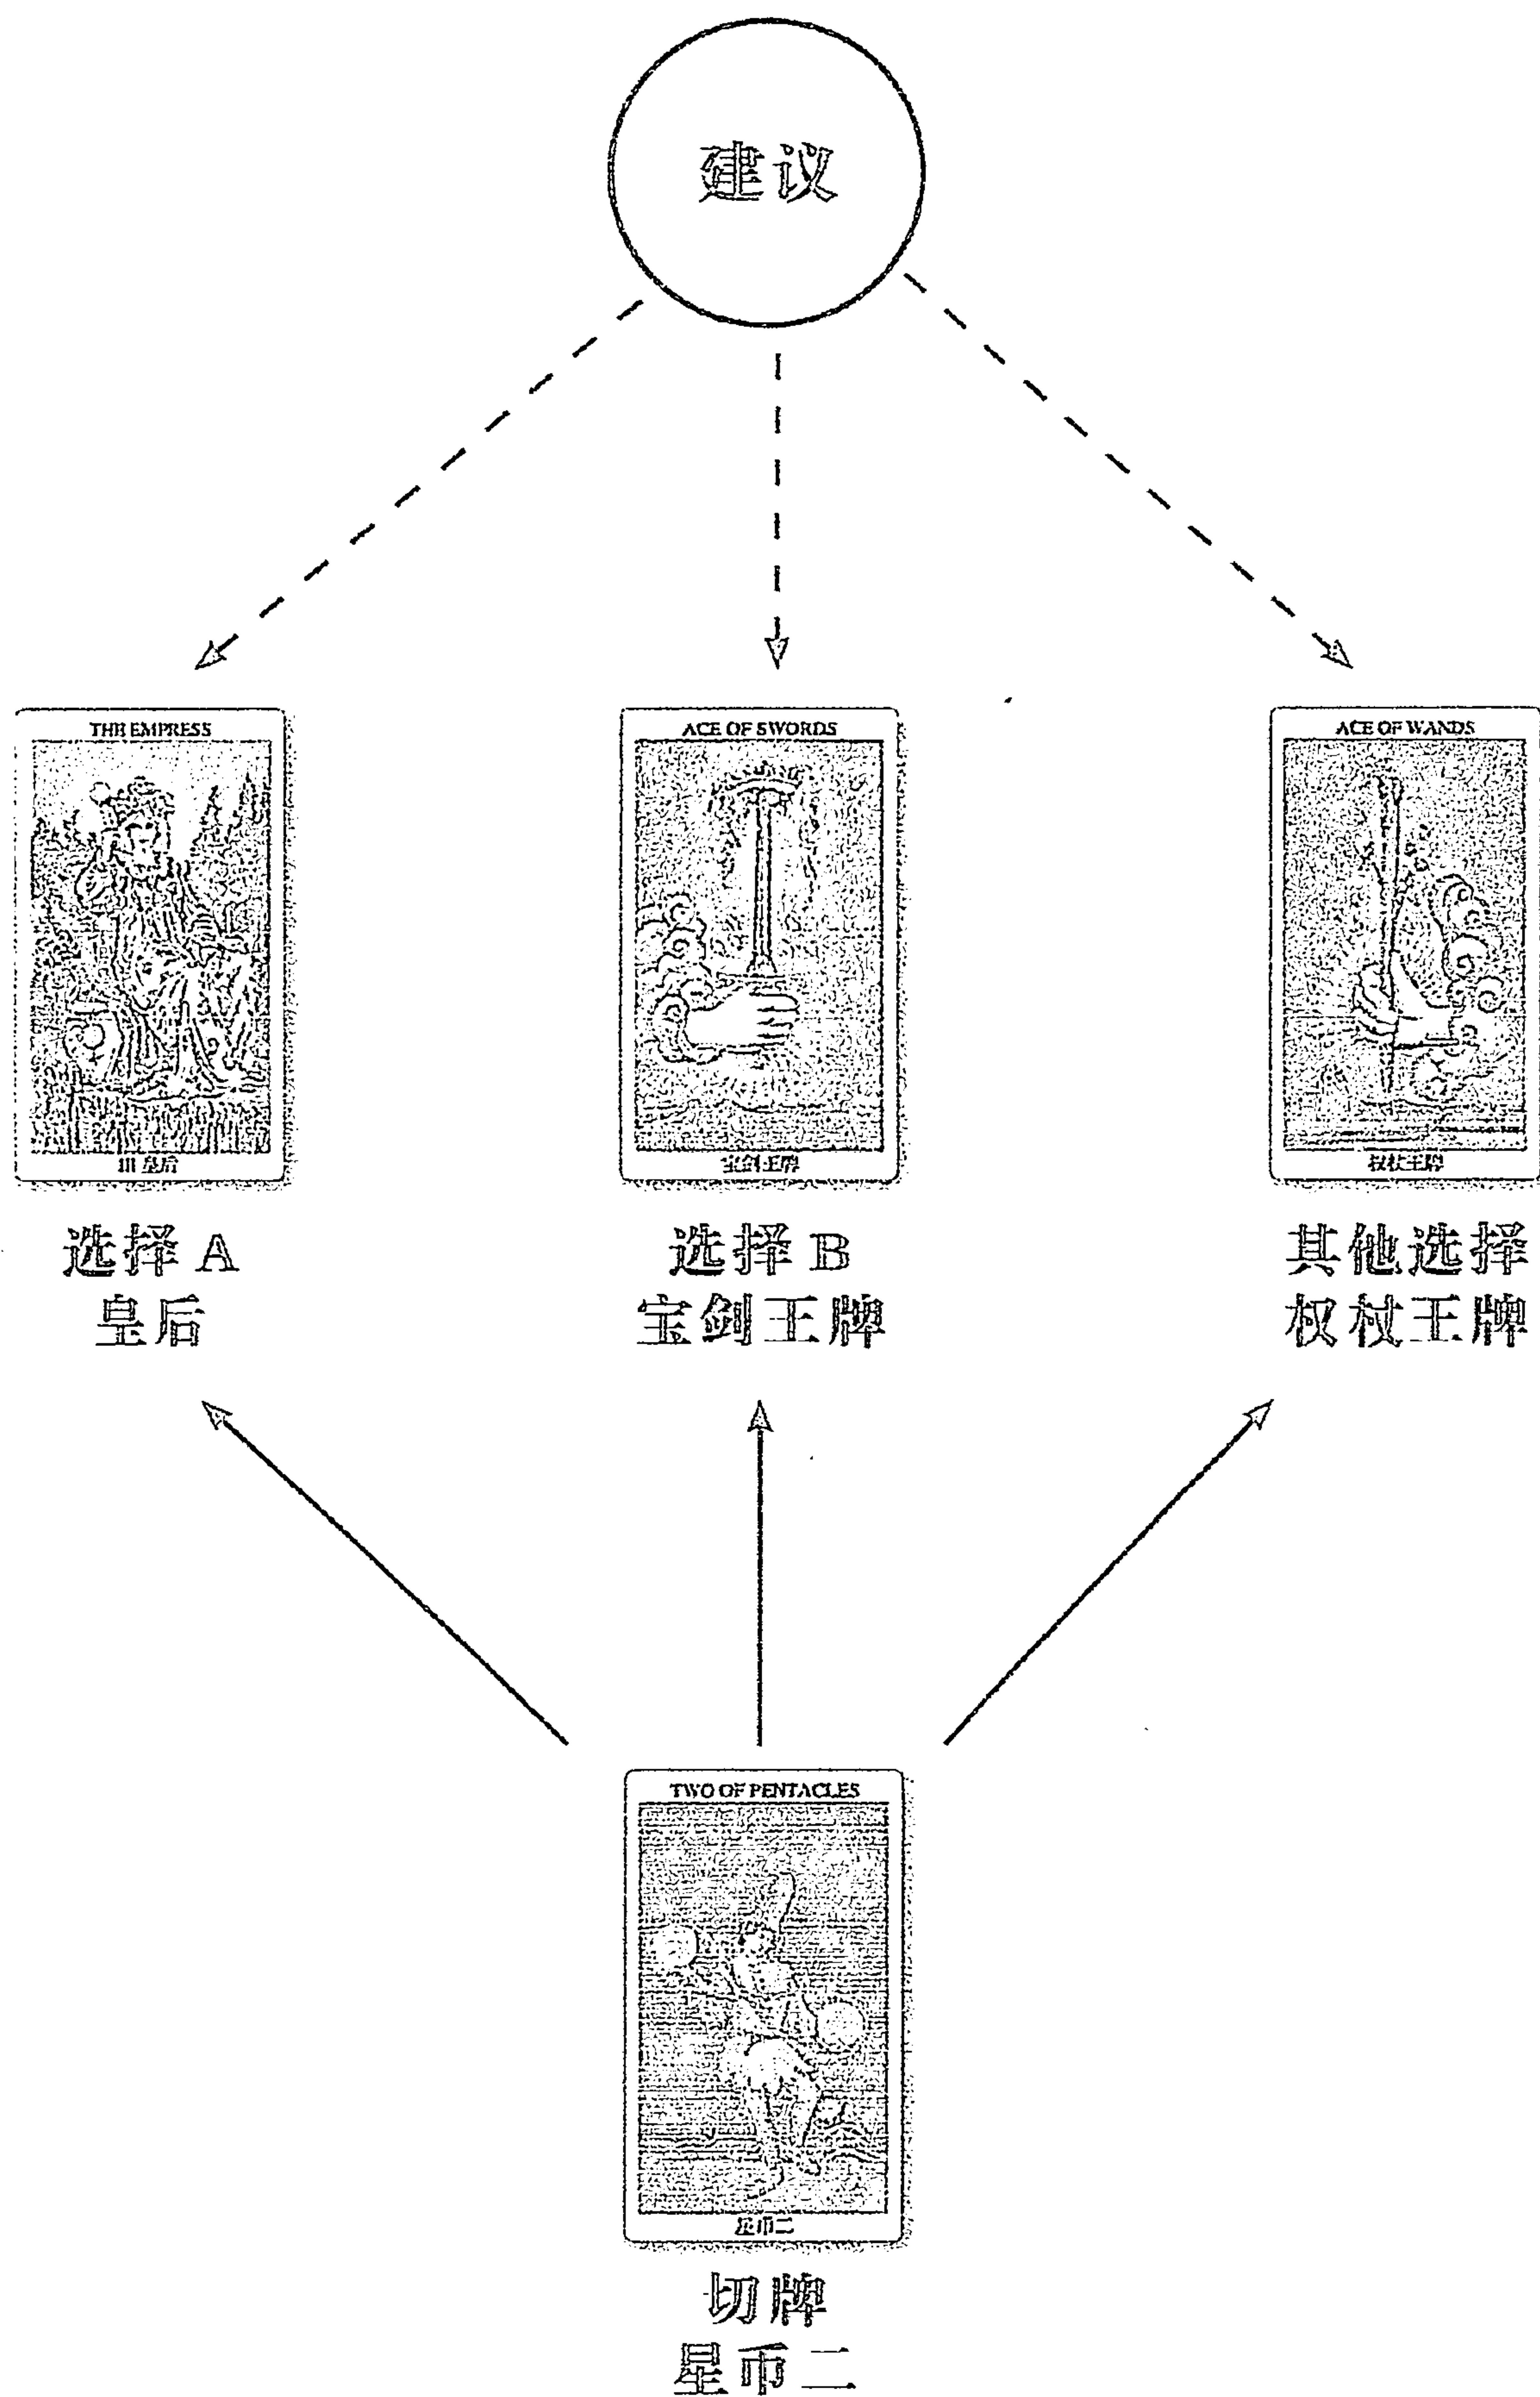 建议
THE EMPRESS
III 皇后
选择 A
皇后
ACE OF SWORDS
宝剑王牌
选择 B
宝剑王牌
ACE OF WANDS
权杖王牌
其他选择
权杖王牌
TWO OF PENTACLES
星币二
切牌
星币二